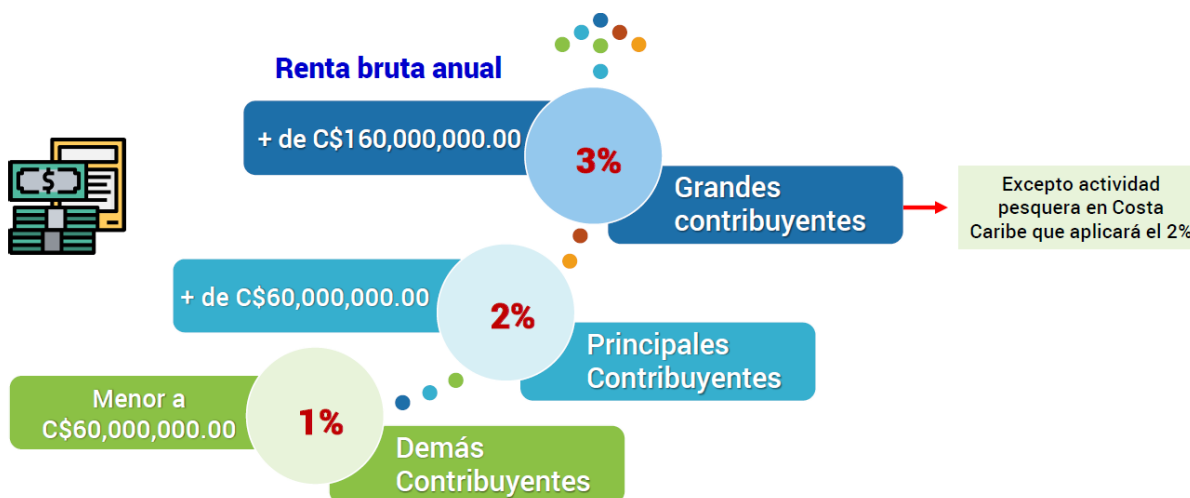 Renta bruta anual
+ de C$160,000,000.00
3%
Grandes
contribuyentes
Excepto actividad
pesquera en Costa
Caribe que aplicará el 2%
+ de C$60,000,000.00
2%
Principales
Contribuyentes
Menor a
C$60,000,000.00
1%
Demás
Contribuyentes
$